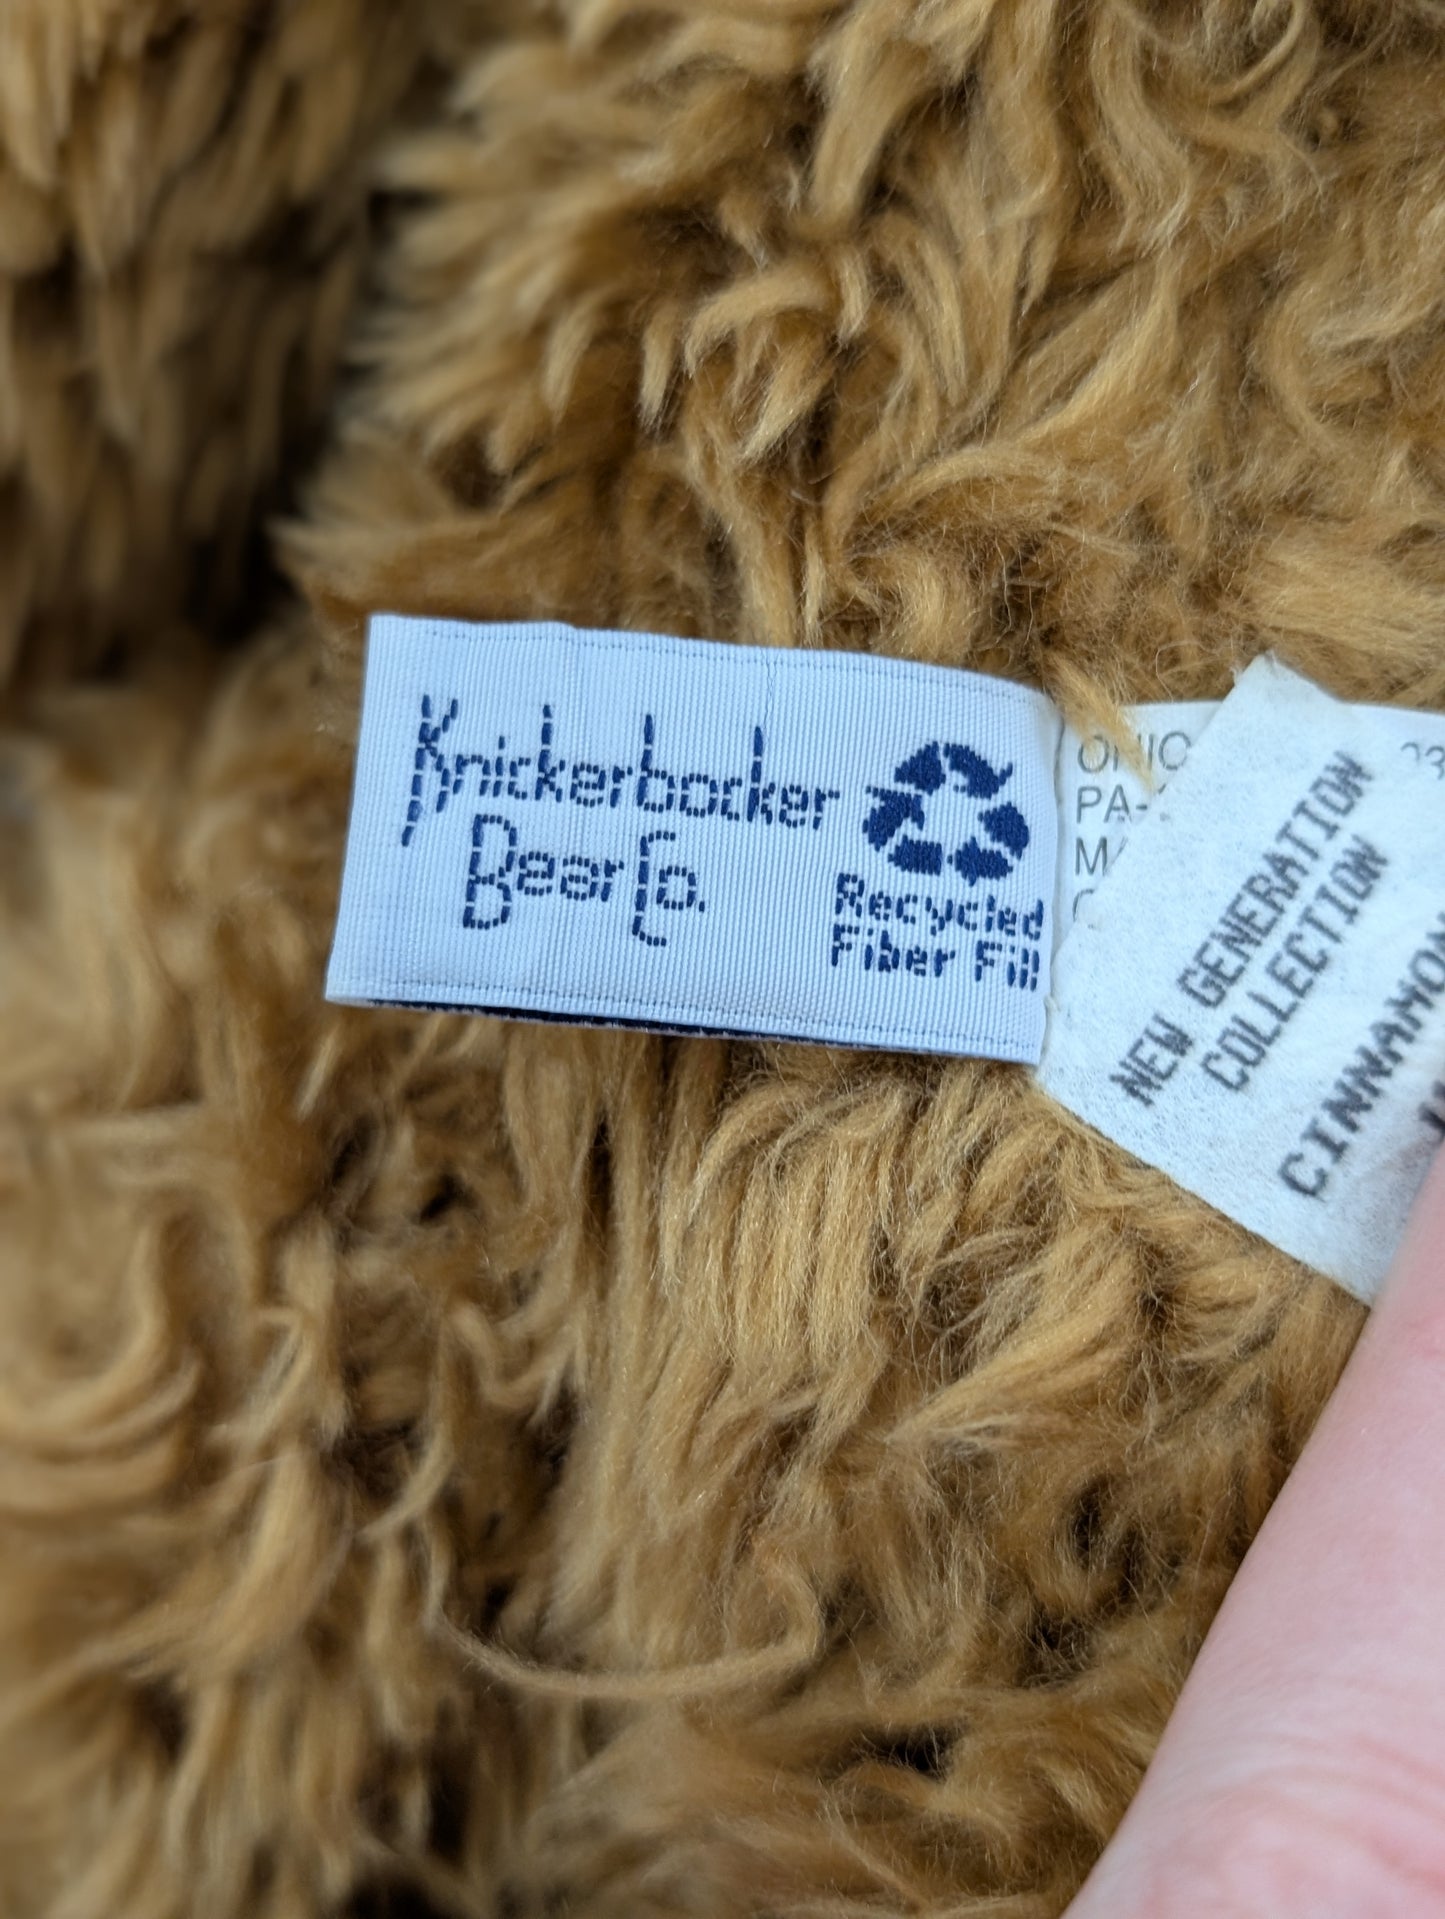 Knickerbocker
Bear Co.
Recycled
Fiber Fill
NEW GENERATION
COLLECTION
CINNAMON